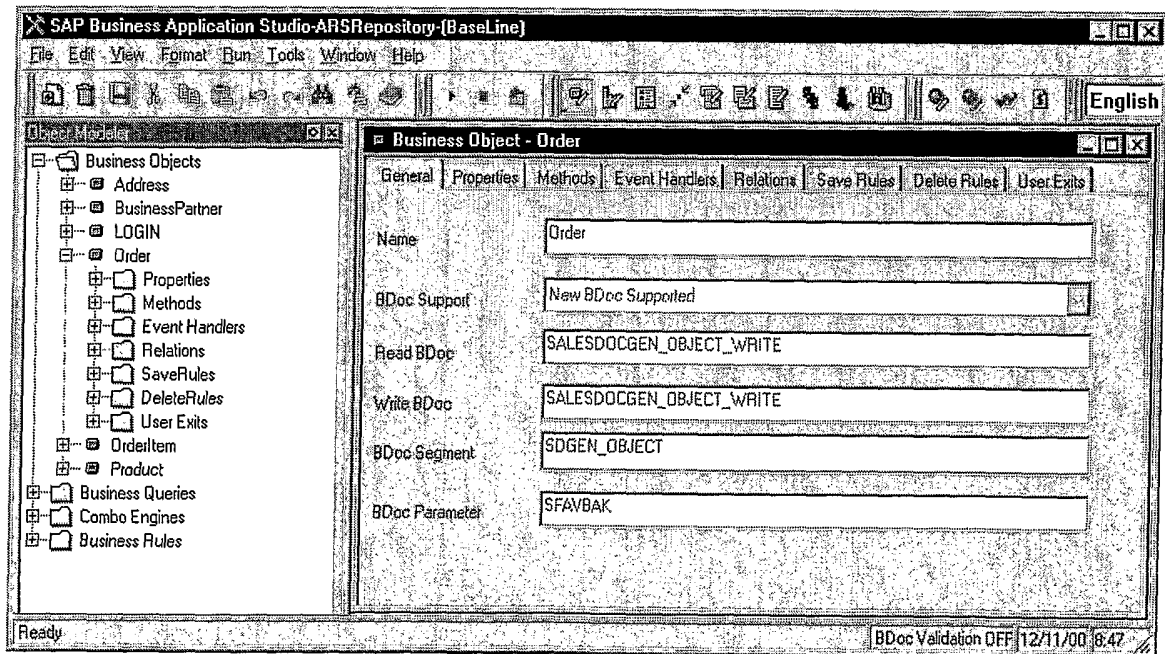 SAP Business Application Studio-ARSRepository-[BaseLine]
File Edit View Format Run Tools Window Help
English
Object Modeler
Business Objects
Address
BusinessPartner
LOGIN
Order
Properties
Methods
Event Handlers
Relations
SaveRules
DeleteRules
User Exits
OrderItem
Product
Business Queries
Combo Engines
Business Rules
Business Object - Order
General Properties Methods Event Handlers Relations Save Rules Delete Rules User Exits
Name Order
BDoc Support New BDoc Supported
Read BDoc SALESDOCGEN_OBJECT_WRITE
Write BDoc SALESDOCGEN_OBJECT_WRITE
BDoc Segment SDGEN_OBJECT
BDoc Parameter SFAVBAK
Ready BDoc Validation OFF 12/11/00 8:47